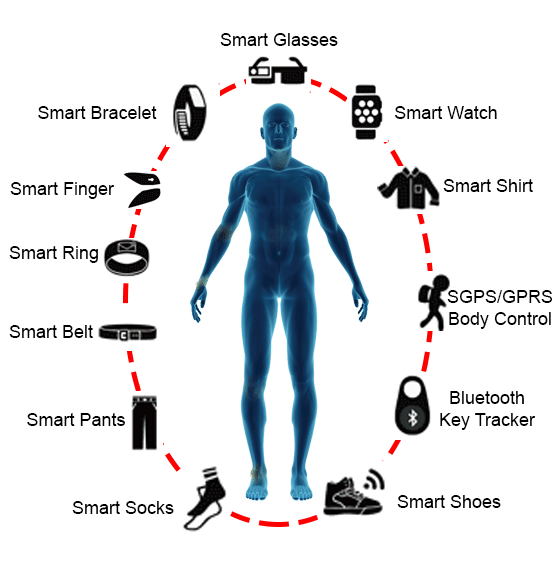 Smart Glasses
Smart Bracelet
Smart Watch
Smart Finger
Smart Shirt
Smart Ring
SGPS/GPRS
Body Control
Smart Belt
Bluetooth
Key Tracker
Smart Pants
Smart Socks
Smart Shoes